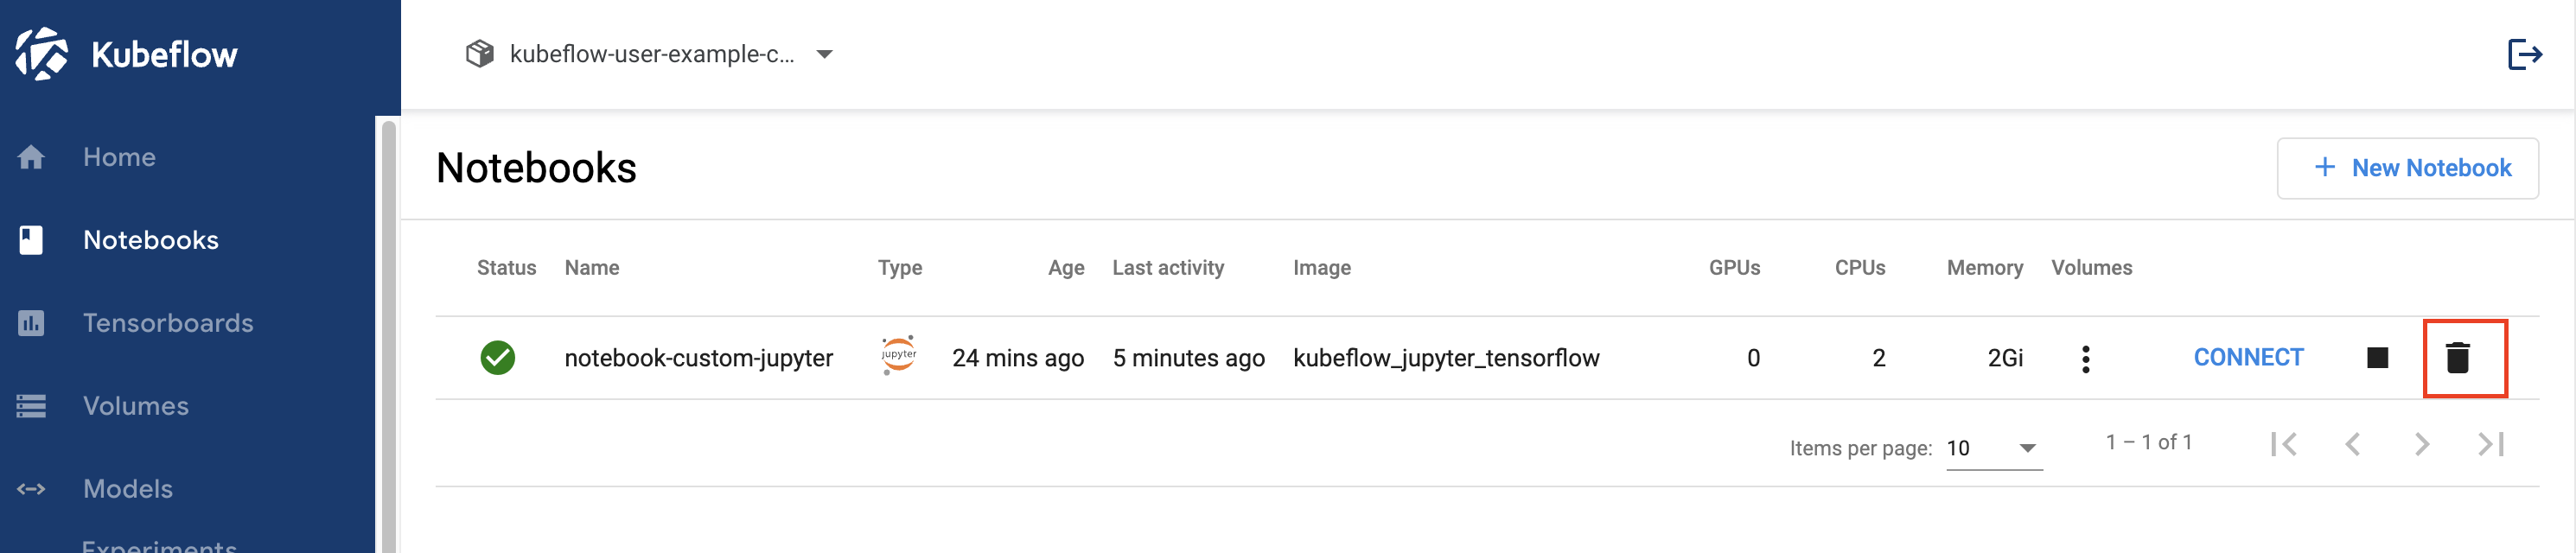 Kubeflow
kubeflow-user-example-c...
Home
Notebooks
Tensorboards
Volumes
Models
Experiments
Notebooks
+ New Notebook
Status Name Type Age Last activity Image GPUs CPUs Memory Volumes
notebook-custom-jupyter jupyter 24 mins ago 5 minutes ago kubeflow_jupyter_tensorflow 0 2 2Gi CONNECT
Items per page: 10 1 – 1 of 1